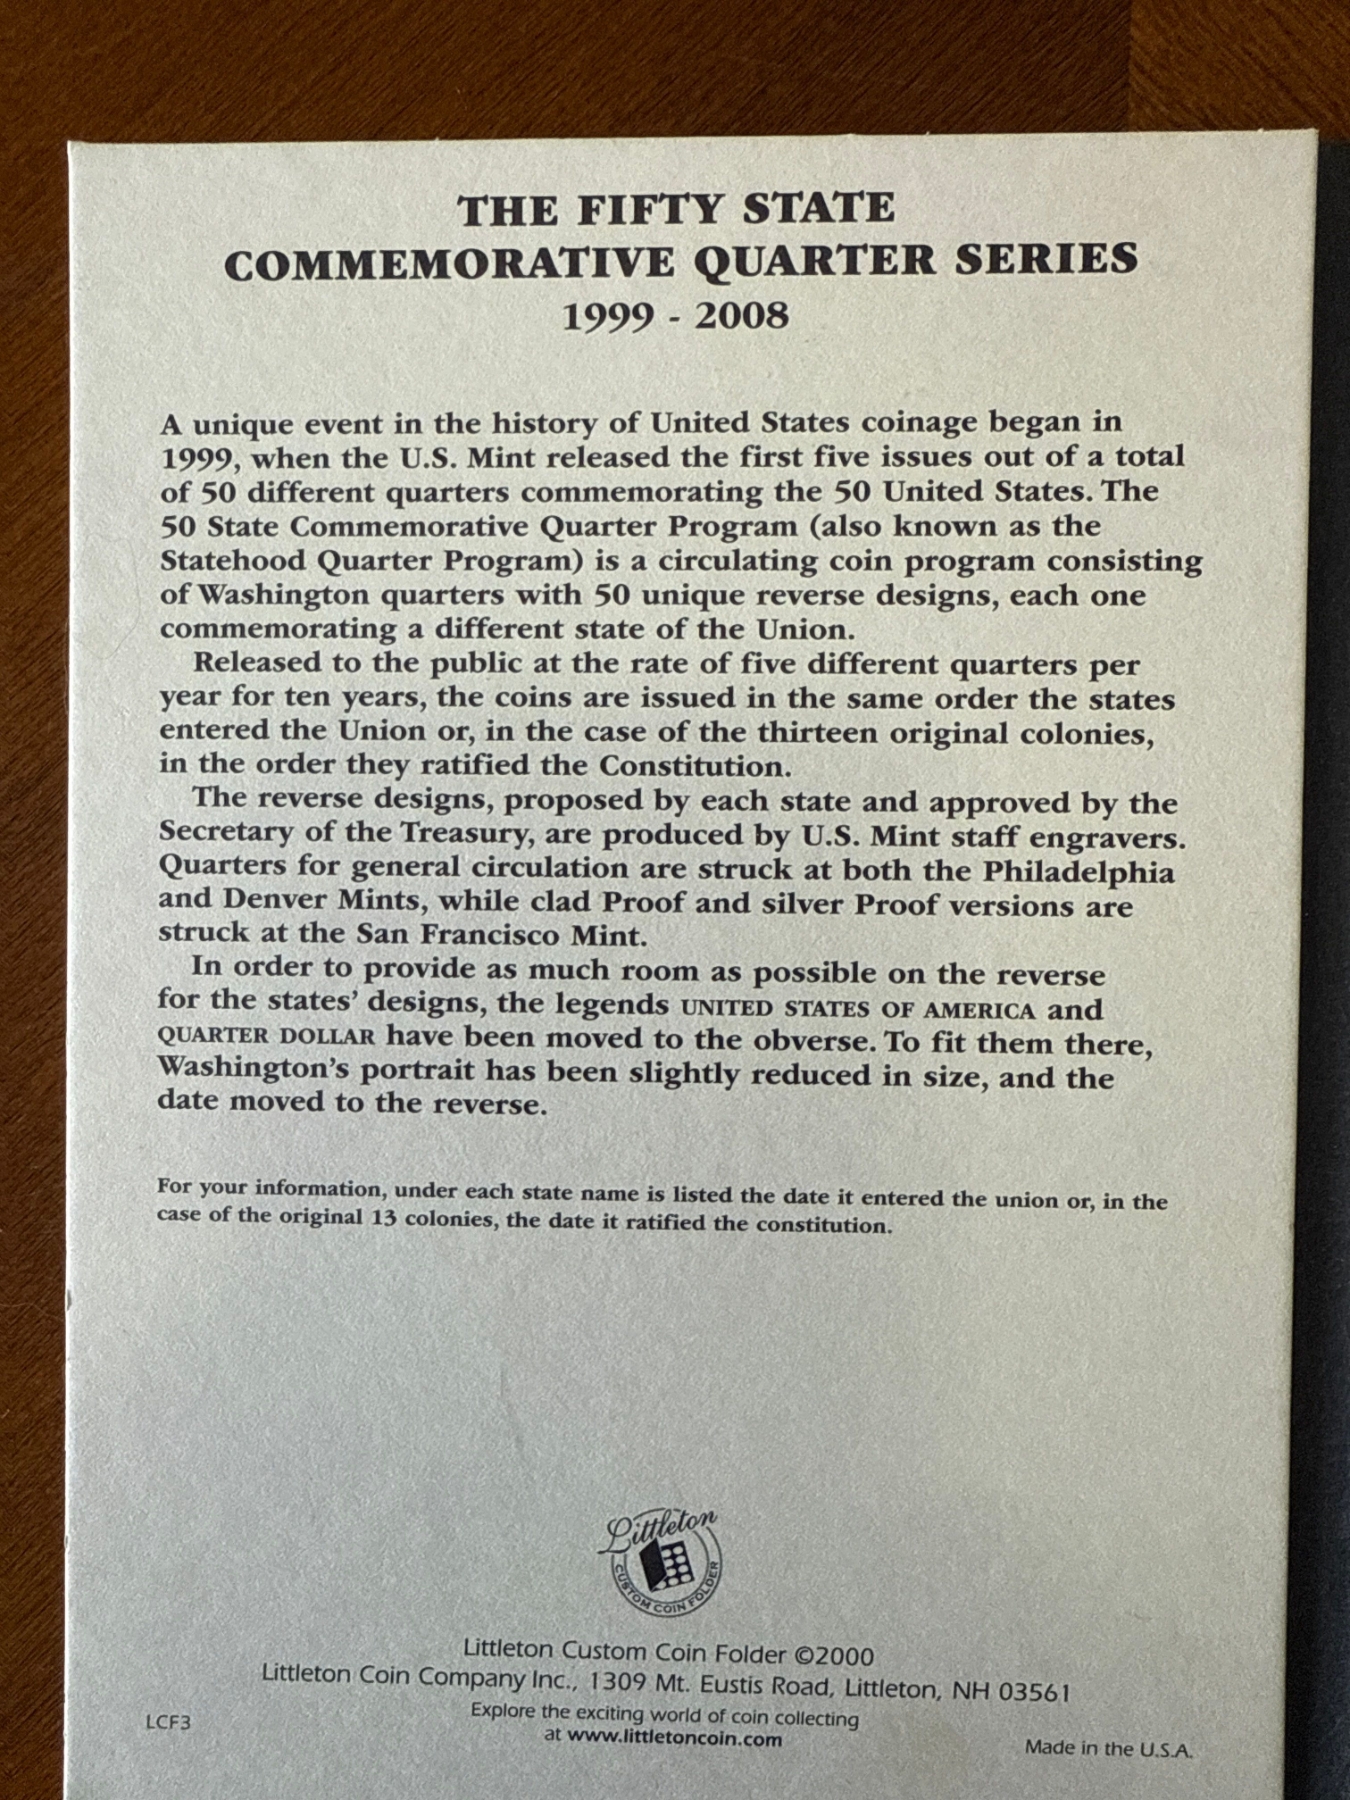 THE FIFTY STATE
COMMEMORATIVE QUARTER SERIES
1999 - 2008
A unique event in the history of United States coinage began in
1999, when the U.S. Mint released the first five issues out of a total
of 50 different quarters commemorating the 50 United States. The
50 State Commemorative Quarter Program (also known as the
Statehood Quarter Program) is a circulating coin program consisting
of Washington quarters with 50 unique reverse designs, each one
commemorating a different state of the Union.
Released to the public at the rate of five different quarters per
year for ten years, the coins are issued in the same order the states
entered the Union or, in the case of the thirteen original colonies,
in the order they ratified the Constitution.
The reverse designs, proposed by each state and approved by the
Secretary of the Treasury, are produced by U.S. Mint staff engravers.
Quarters for general circulation are struck at both the Philadelphia
and Denver Mints, while clad Proof and silver Proof versions are
struck at the San Francisco Mint.
In order to provide as much room as possible on the reverse
for the states' designs, the legends UNITED STATES OF AMERICA and
QUARTER DOLLAR have been moved to the obverse. To fit them there,
Washington's portrait has been slightly reduced in size, and the
date moved to the reverse.
For your information, under each state name is listed the date it entered the union or, in the
case of the original 13 colonies, the date it ratified the constitution.
Littleton
CUSTOM COIN FOLDER
Littleton Custom Coin Folder ©2000
Littleton Coin Company Inc., 1309 Mt. Eustis Road, Littleton, NH 03561
Explore the exciting world of coin collecting
at www.littletoncoin.com
LCF3
Made in the U.S.A.